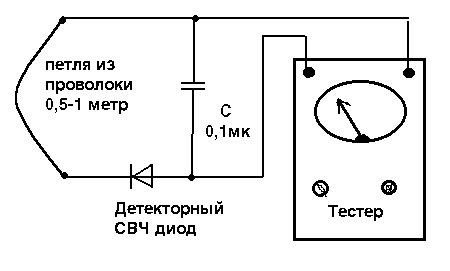 петля из
проволоки
0,5-1 метр
С
0,1мк
Детекторный
СВЧ диод
Тестер